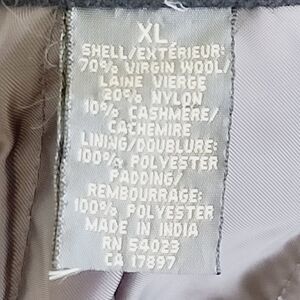 XL
SHELL/EXTÉRIEUR:
70% VIRGIN WOOL/
LAINE VIERGE
20% NYLON
10% CASHMERE/
CACHEMIRE
LINING/DOUBLURE:
100% POLYESTER
PADDING/
REMBOURRAGE:
100% POLYESTER
MADE IN INDIA
RN 54023
CA 17897